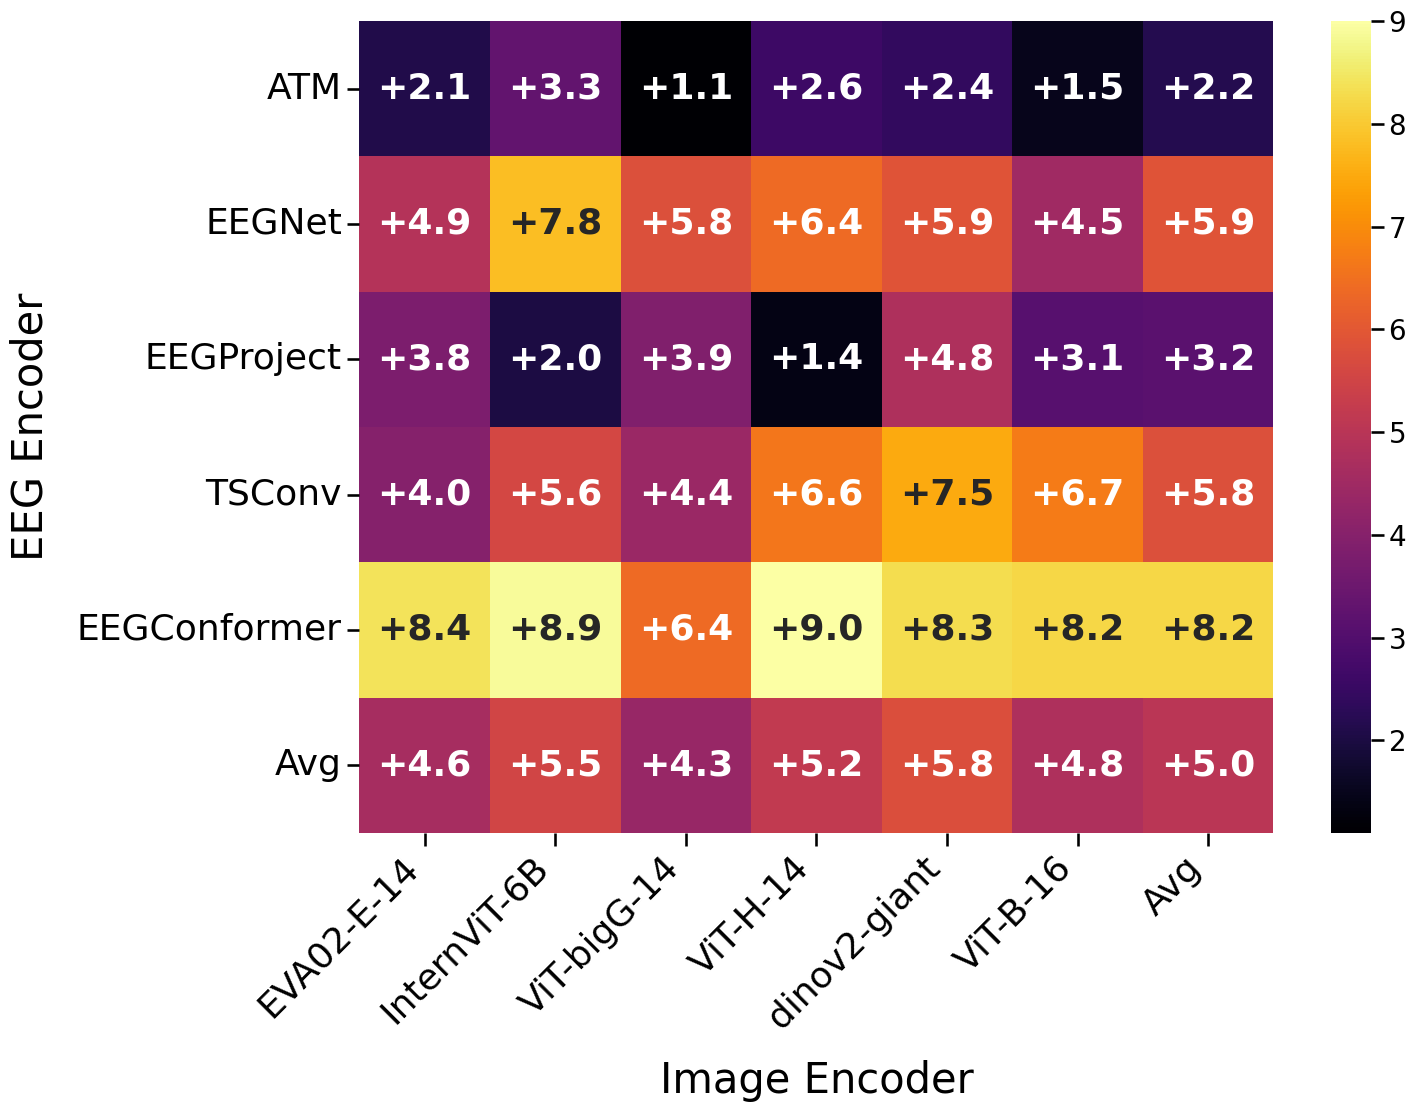 ATM +2.1 +3.3 +1.1 +2.6 +2.4 +1.5 +2.2
EEGNet +4.9 +7.8 +5.8 +6.4 +5.9 +4.5 +5.9
EEGProject +3.8 +2.0 +3.9 +1.4 +4.8 +3.1 +3.2
TSConv +4.0 +5.6 +4.4 +6.6 +7.5 +6.7 +5.8
EEGConformer +8.4 +8.9 +6.4 +9.0 +8.3 +8.2 +8.2
Avg +4.6 +5.5 +4.3 +5.2 +5.8 +4.8 +5.0
EEG Encoder
EVA02-E-14
InternViT-6B
ViT-bigG-14
ViT-H-14
dinov2-giant
ViT-B-16
Avg
Image Encoder
9
8
7
6
5
4
3
2